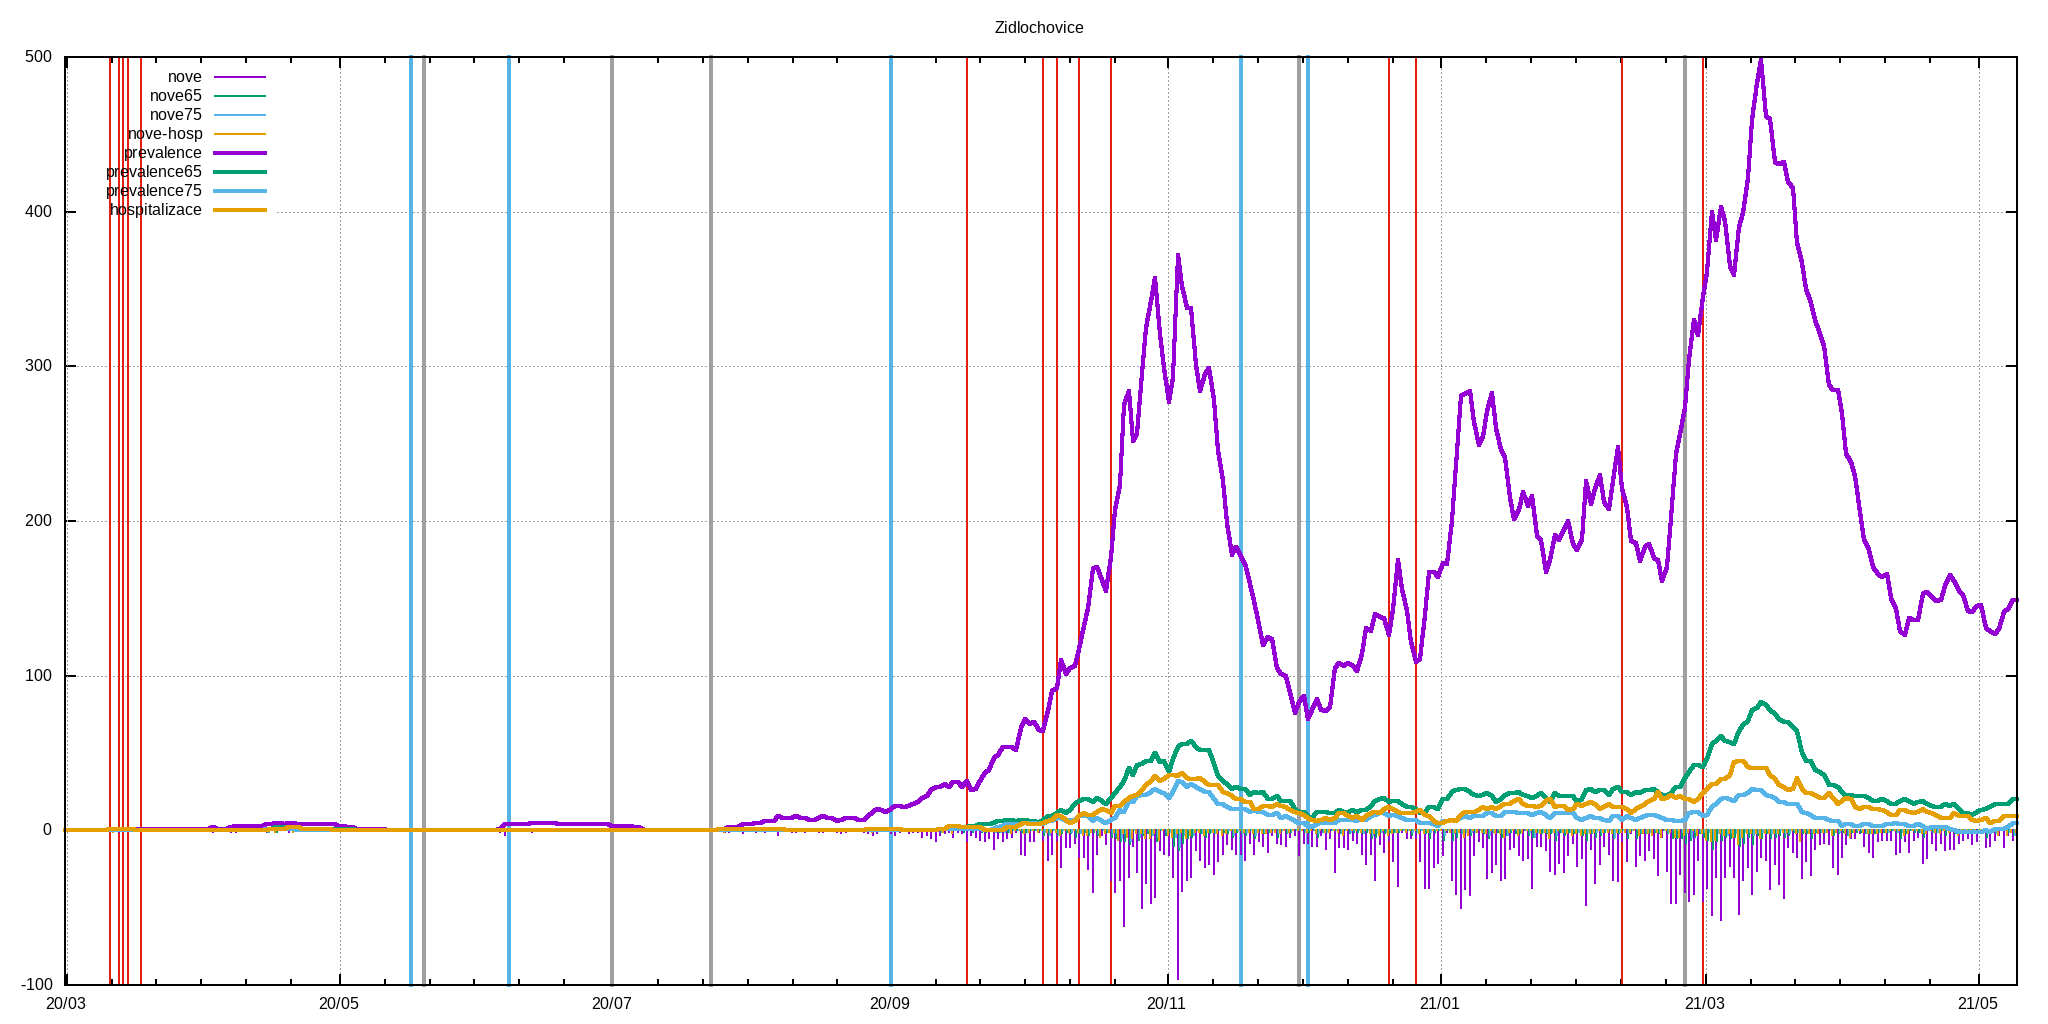 Zidlochovice
500
nove
nove65
nove75
nove-hosp
prevalence
prevalence65
prevalence75
hospitalizace
400
300
200
100
0
-100
20/03 20/05 20/07 20/09 20/11 21/01 21/03 21/05